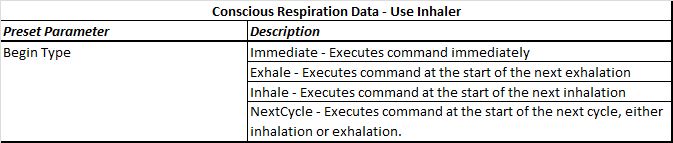 Conscious Respiration Data - Use Inhaler
Preset Parameter Description
Begin Type Immediate - Executes command immediately
Exhale - Executes command at the start of the next exhalation
Inhale - Executes command at the start of the next inhalation
NextCycle - Executes command at the start of the next cycle, either
inhalation or exhalation.